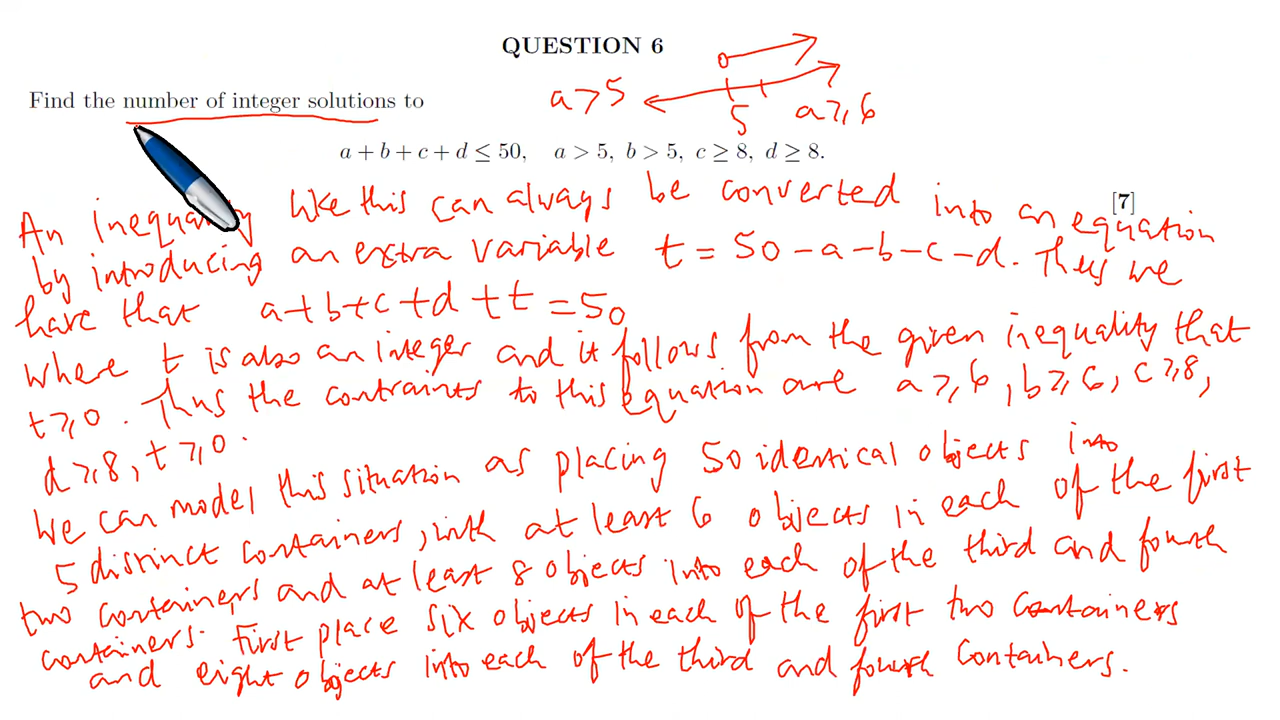 QUESTION 6
Find the number of integer solutions to
a > 5
5
a ≥ 6
a + b + c + d ≤ 50, a > 5, b > 5, c ≥ 8, d ≥ 8.
[7]
An inequality like this can always be converted into an equation
by introducing an extra variable t = 50 - a - b - c - d. Thus we
have that a + b + c + d + t = 50
where t is also an integer and it follows from the given inequality that
t ≥ 0. Thus the contraints to this equation are a ≥ 6, b ≥ 6, c ≥ 8,
d ≥ 8, t ≥ 0.
We can model this situation as placing 50 identical objects into
5 distinct containers, with at least 6 objects in each of the first
two containers and at least 8 objects into each of the third and fourth
containers. First place six objects in each of the first two containers
and eight objects into each of the third and fourth containers.